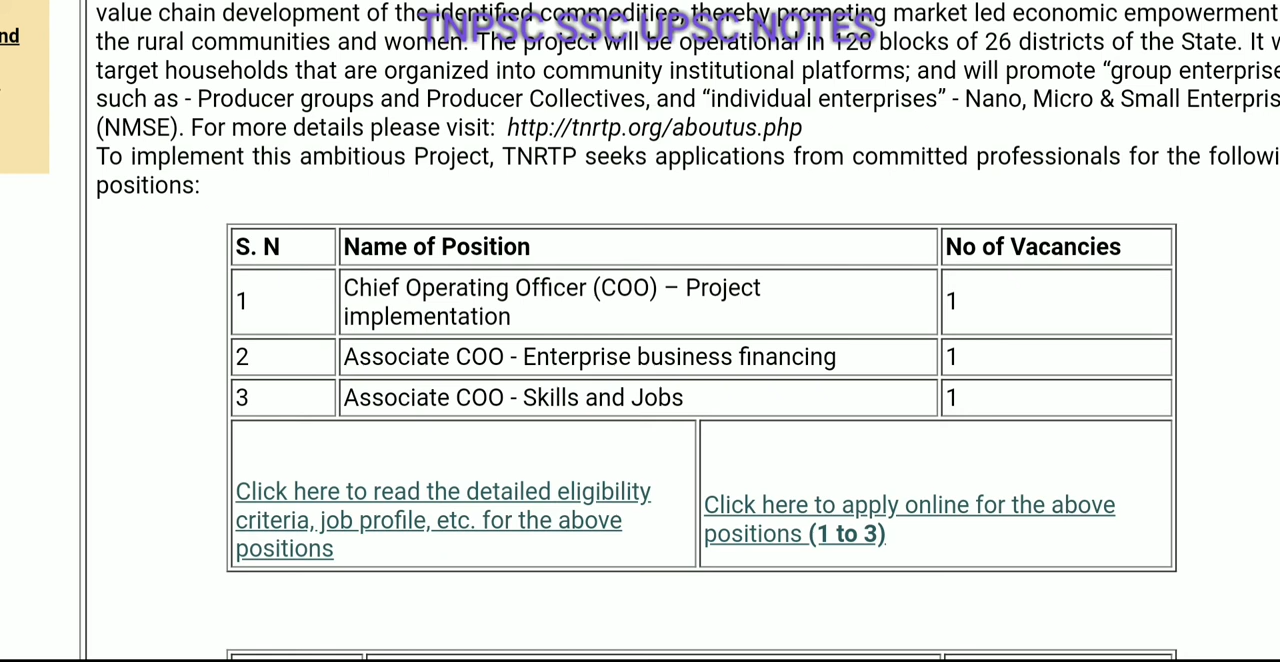 nd
value chain development of the identified commodities, thereby promoting market led economic empowerment
TNPSC SSC UPSC NOTES
the rural communities and women. The project will be operational in 120 blocks of 26 districts of the State. It
target households that are organized into community institutional platforms; and will promote “group enterprise
such as - Producer groups and Producer Collectives, and “individual enterprises” - Nano, Micro & Small Enterpris
(NMSE). For more details please visit: http://tnrtp.org/aboutus.php
To implement this ambitious Project, TNRTP seeks applications from committed professionals for the followi
positions:
S. N Name of Position No of Vacancies
1 Chief Operating Officer (COO) – Project 1
implementation
2 Associate COO - Enterprise business financing 1
3 Associate COO - Skills and Jobs 1
Click here to read the detailed eligibility
criteria, job profile, etc. for the above
positions
Click here to apply online for the above
positions (1 to 3)